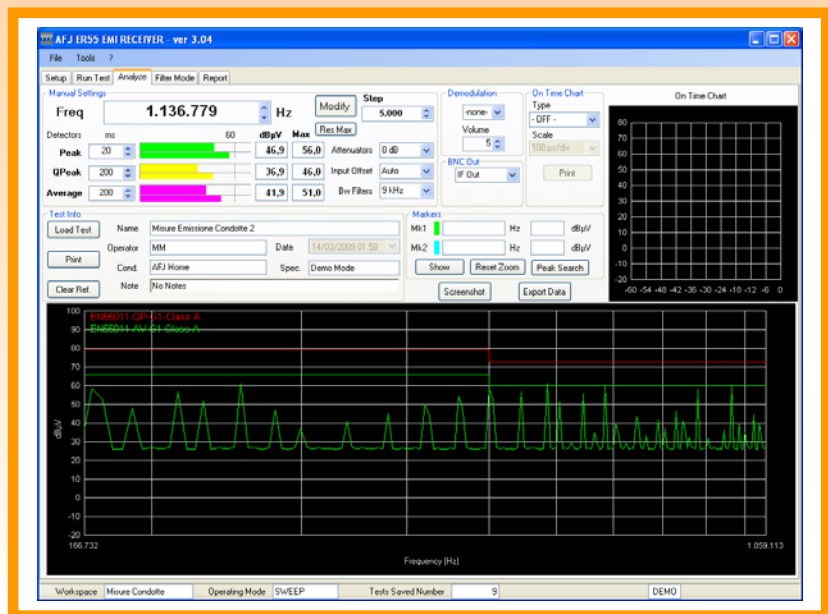 AFJ ER55 EMI RECEIVER - ver 3.04
File Tools ?
Setup Run Test Analyze Filter Mode Report
Manual Settings
Freq 1.136.779 Hz Modify Step 5.000
Detectors ms 60 dBµV Max Res Max
Peak 20 46,9 56,0 Attenuators 0 dB
QPeak 200 36,9 46,0 Input Offset Auto
Average 200 41,9 51,0 Bw Filters 9 kHz
Demodulation
-none-
Volume
5
BNC Out
IF Out
On Time Chart
Type
- OFF -
Scale
100 µs/div
Print
On Time Chart
80
70
60
50
40
30
20
10
0
-10
-20
-60 -54 -48 -42 -36 -30 -24 -18 -12 -6 0
Test Info
Load Test Name Misure Emissione Condotte 2
Operator MM Date 14/03/2009 01.58
Print
Cond. AFJ Home Spec. Demo Mode
Clear Ref. Note No Notes
Markers
Mk1 Hz dBµV
Mk2 Hz dBµV
Show Reset Zoom Peak Search
Screenshot Export Data
EN55011-QP-G1-Class A
EN55011-AV-G1-Class A
100
90
80
70
60
50
40
30
20
10
0
-10
-20
dBµV
166.732 1.059.113
Frequency (Hz)
Workspace Misure Condotte Operating Mode SWEEP Tests Saved Number 9 DEMO